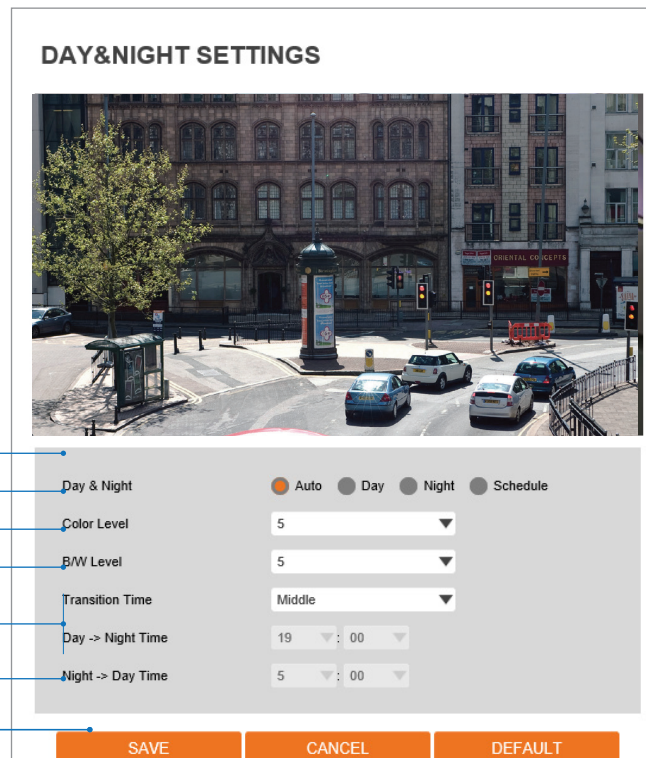 DAY&NIGHT SETTINGS
ORIENTAL CONCEPTS
Day & Night Auto Day Night Schedule
Color Level 5
B/W Level 5
Transition Time Middle
Day -> Night Time 19 : 00
Night -> Day Time 5 : 00
SAVE CANCEL DEFAULT